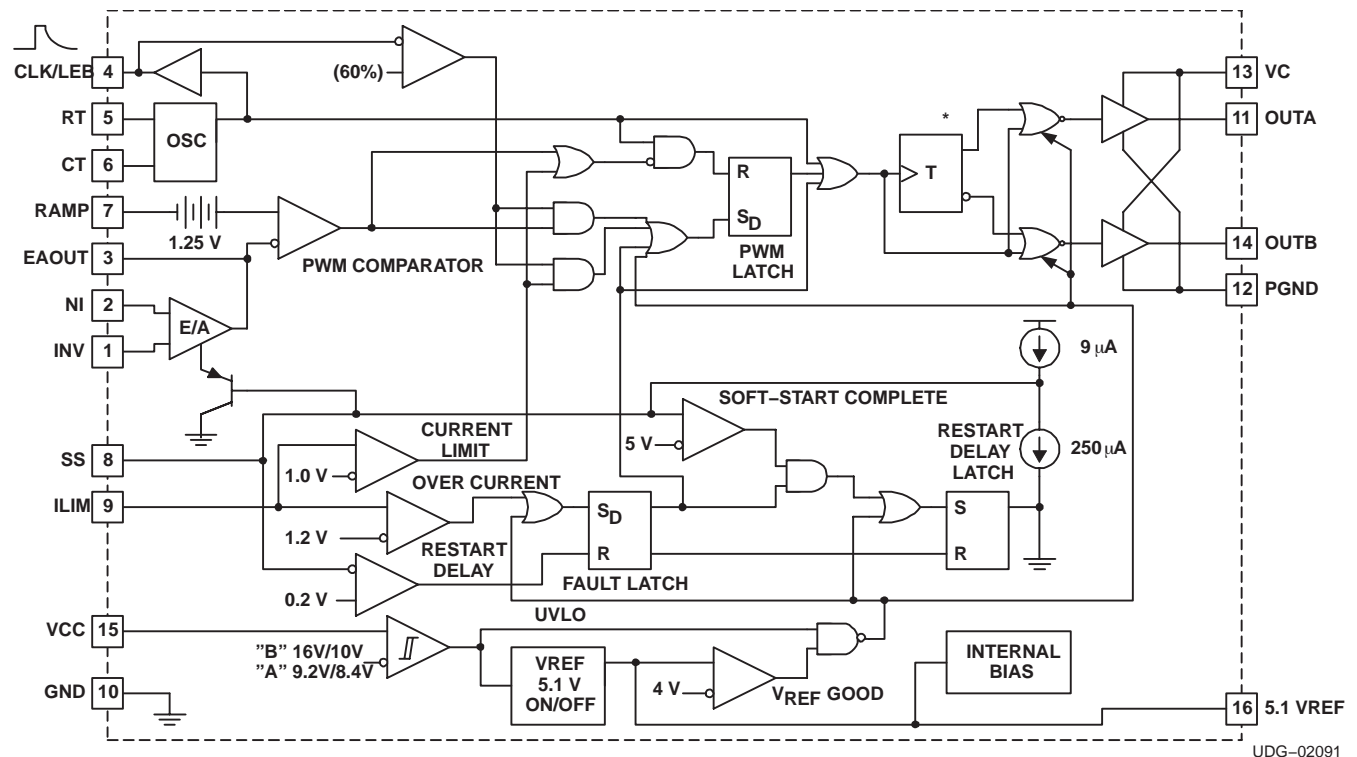 CLK/LEB 4
(60%)
13 VC
RT 5
OSC
*
11 OUTA
CT 6
R
T
RAMP 7
SD
1.25 V
EAOUT 3
PWM COMPARATOR
PWM
LATCH
14 OUTB
NI 2
12 PGND
E/A
INV 1
9 µA
SOFT–START COMPLETE
CURRENT
LIMIT
5 V
RESTART
DELAY
LATCH
250 µA
SS 8
1.0 V
OVER CURRENT
ILIM 9
SD
S
1.2 V
RESTART
DELAY
R
R
FAULT LATCH
0.2 V
UVLO
VCC 15
”B” 16V/10V
”A” 9.2V/8.4V
VREF
5.1 V
ON/OFF
4 V
VREF GOOD
INTERNAL
BIAS
GND 10
16 5.1 VREF
UDG–02091